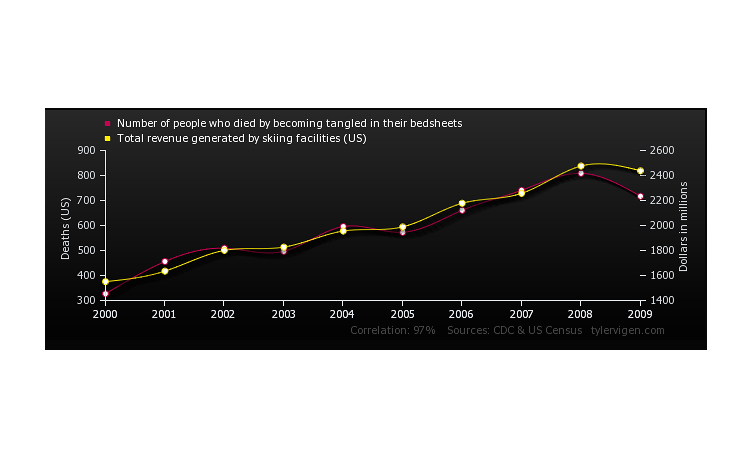 Number of people who died by becoming tangled in their bedsheets
Total revenue generated by skiing facilities (US)
900 2600
800 2400
700 2200
600 2000
500 1800
400 1600
300 1400
Deaths (US)
Dollars in millions
2000 2001 2002 2003 2004 2005 2006 2007 2008 2009
Correlation: 97% Sources: CDC & US Census tylervigen.com